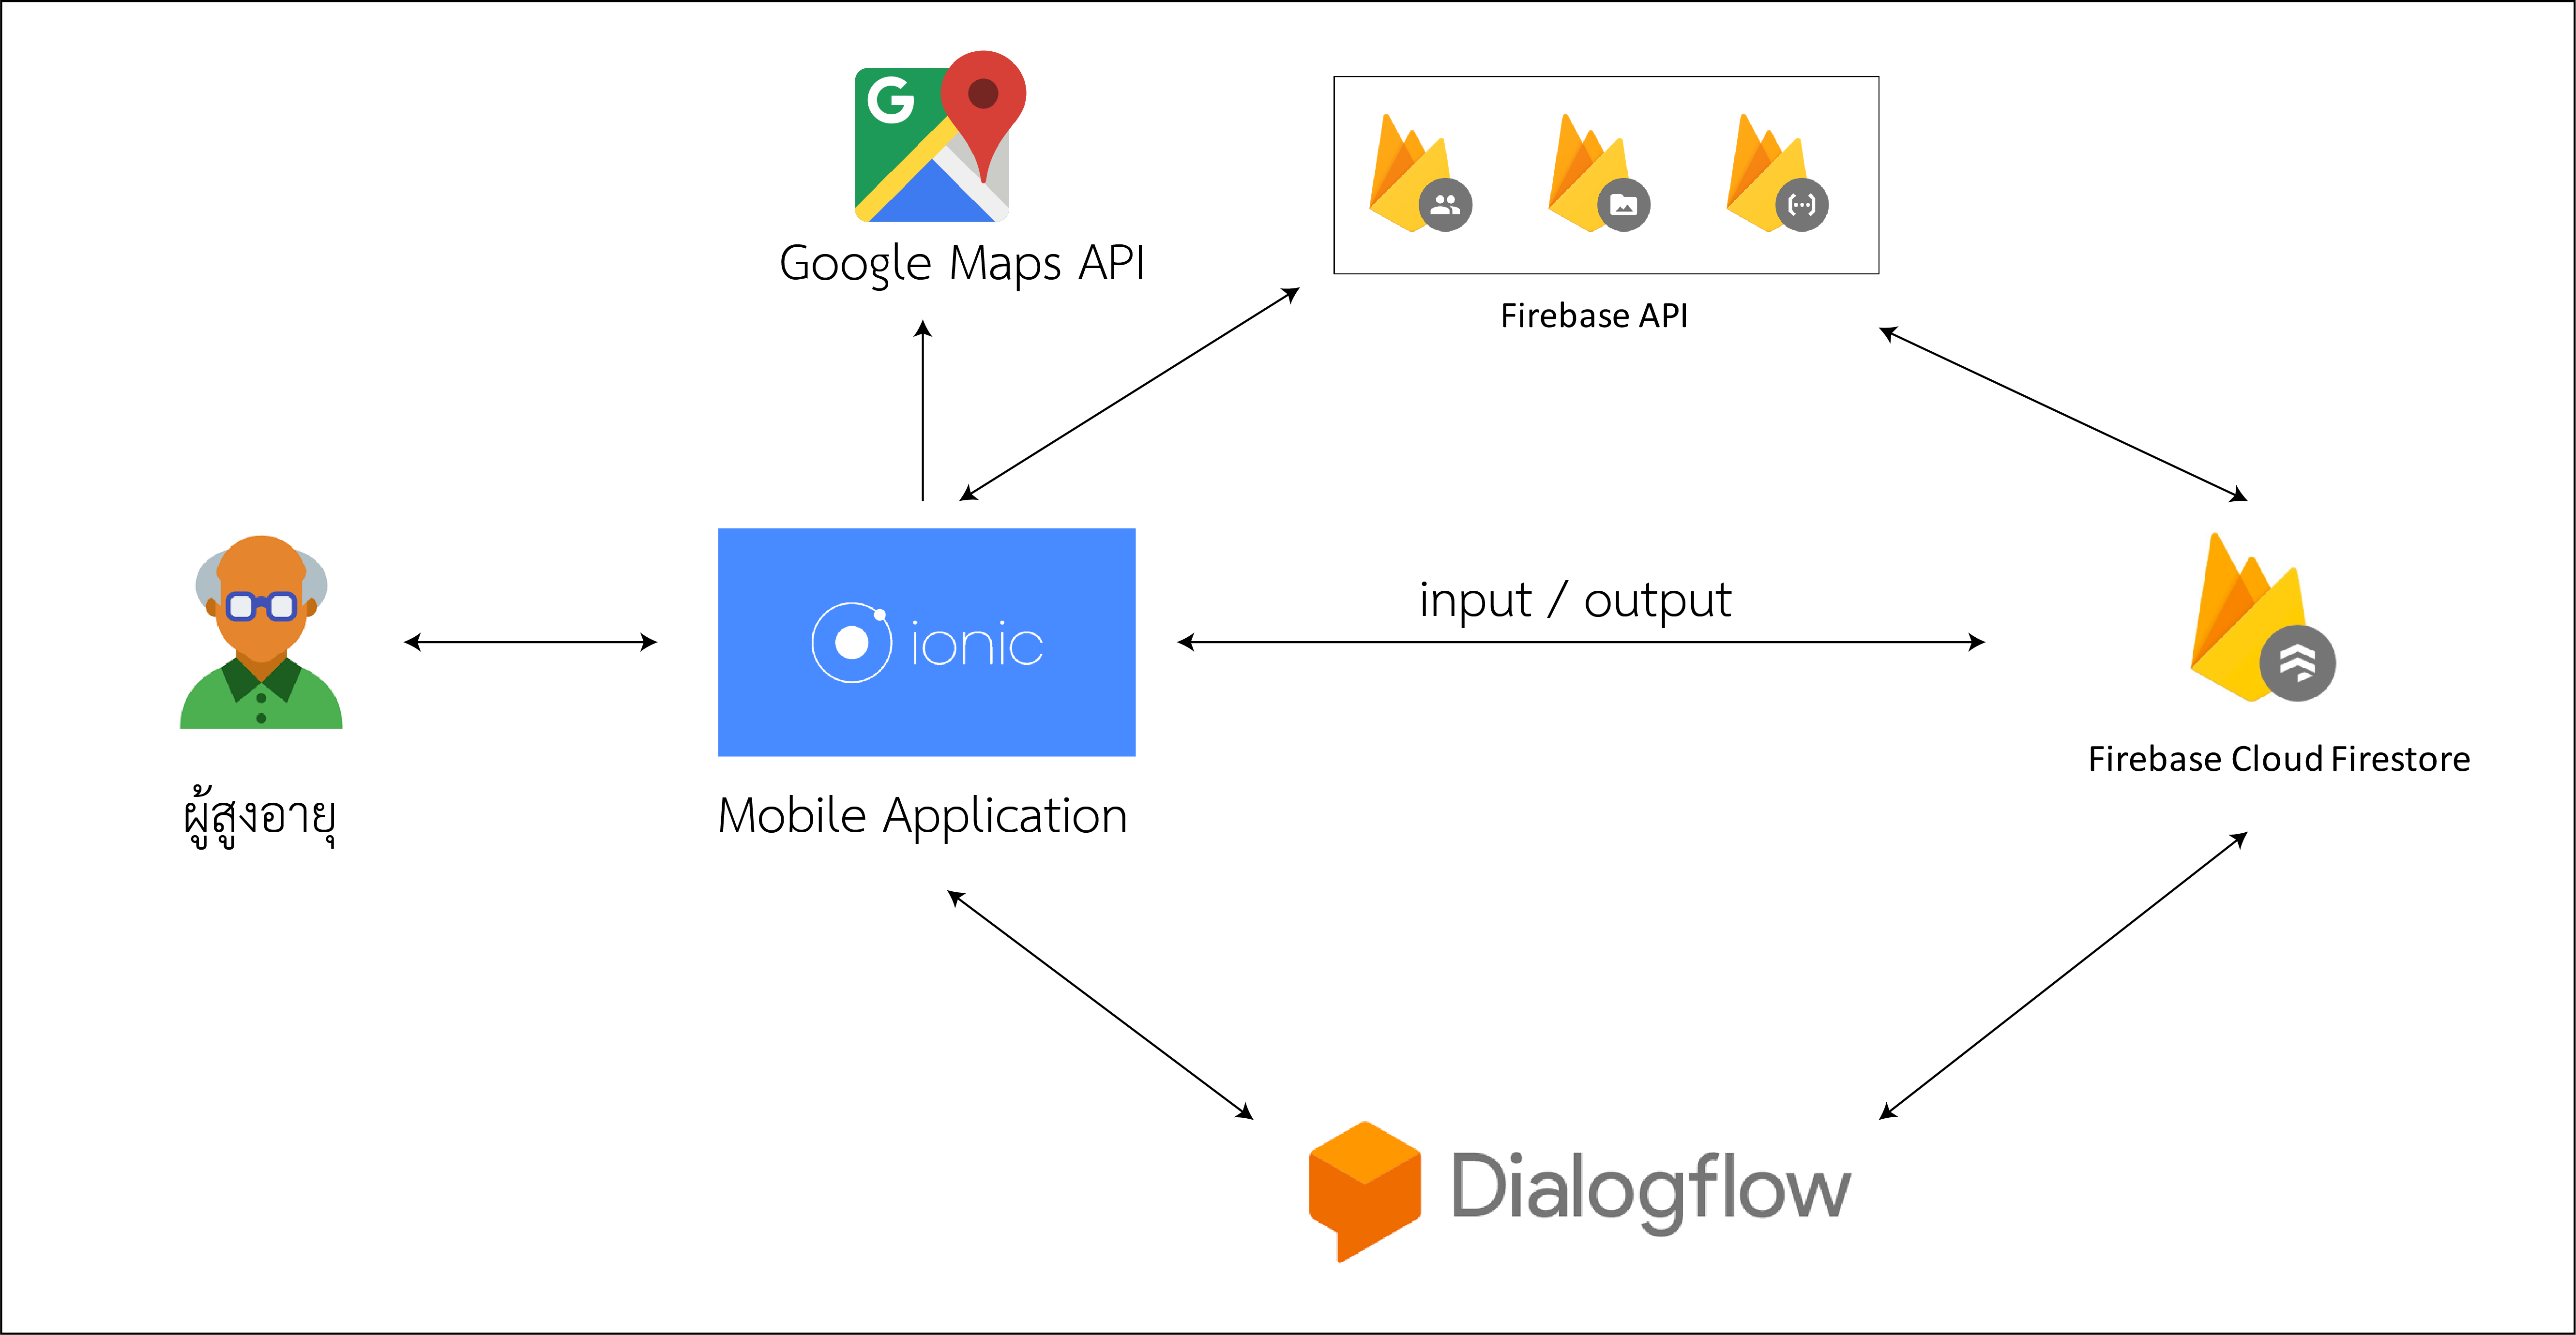 G
Google Maps API
Firebase API
input / output
ionic
ผู้สูงอายุ
Mobile Application
Firebase Cloud Firestore
Dialogflow